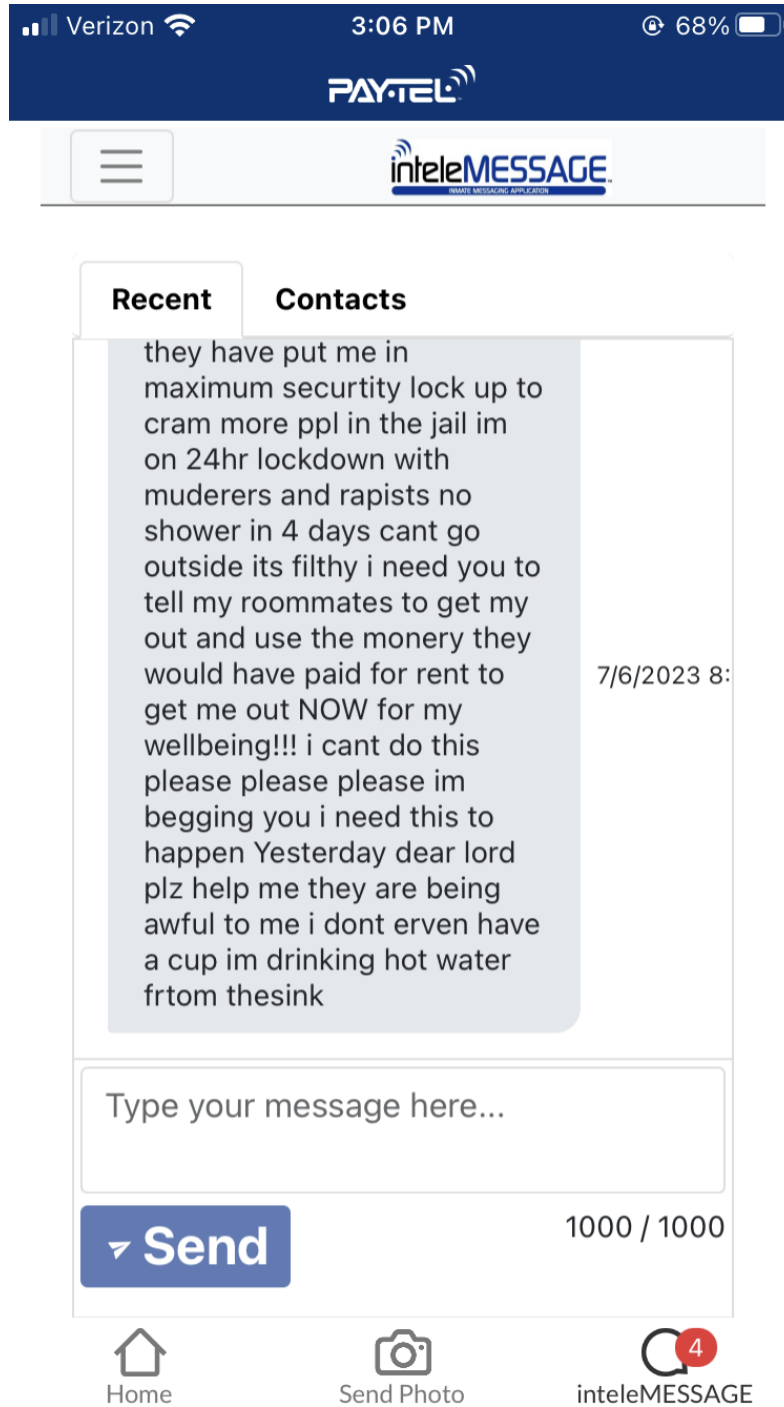 Verizon 3:06 PM 68%
PAY·TEL
inteleMESSAGE
INMATE MESSAGING APPLICATION
Recent Contacts
they have put me in
maximum securtity lock up to
cram more ppl in the jail im
on 24hr lockdown with
muderers and rapists no
shower in 4 days cant go
outside its filthy i need you to
tell my roommates to get my
out and use the monery they
would have paid for rent to
get me out NOW for my
wellbeing!!! i cant do this
please please please im
begging you i need this to
happen Yesterday dear lord
plz help me they are being
awful to me i dont erven have
a cup im drinking hot water
frtom thesink
7/6/2023 8:
Type your message here...
Send
1000 / 1000
4
Home Send Photo inteleMESSAGE